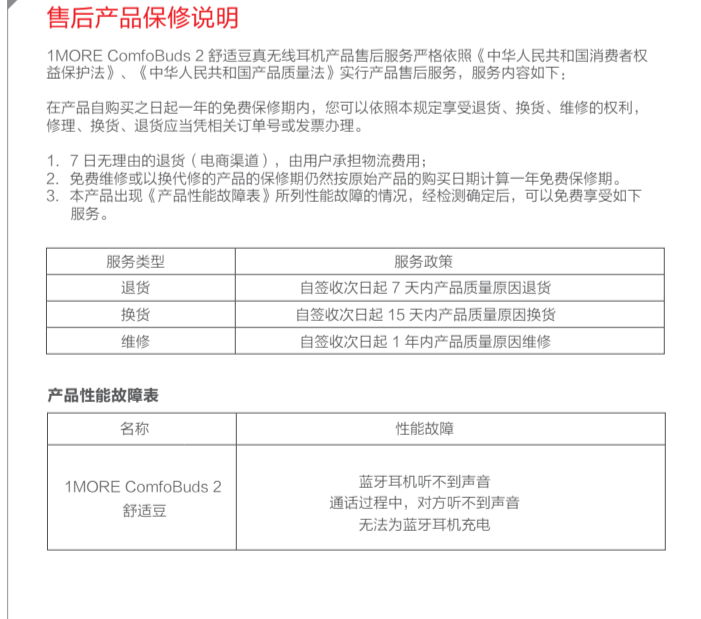 售后产品保修说明
1MORE ComfoBuds 2 舒适豆真无线耳机产品售后服务严格依照《中华人民共和国消费者权
益保护法》、《中华人民共和国产品质量法》实行产品售后服务，服务内容如下：
在产品自购买之日起一年的免费保修期内，您可以依照本规定享受退货、换货、维修的权利，
修理、换货、退货应当凭相关订单号或发票办理。
1. 7 日无理由的退货（电商渠道），由用户承担物流费用；
2. 免费维修或以换代修的产品的保修期仍然按原始产品的购买日期计算一年免费保修期。
3. 本产品出现《产品性能故障表》所列性能故障的情况，经检测确定后，可以免费享受如下
服务。
服务类型 服务政策
退货 自签收次日起 7 天内产品质量原因退货
换货 自签收次日起 15 天内产品质量原因换货
维修 自签收次日起 1 年内产品质量原因维修
产品性能故障表
名称 性能故障
1MORE ComfoBuds 2
舒适豆
蓝牙耳机听不到声音
通话过程中，对方听不到声音
无法为蓝牙耳机充电